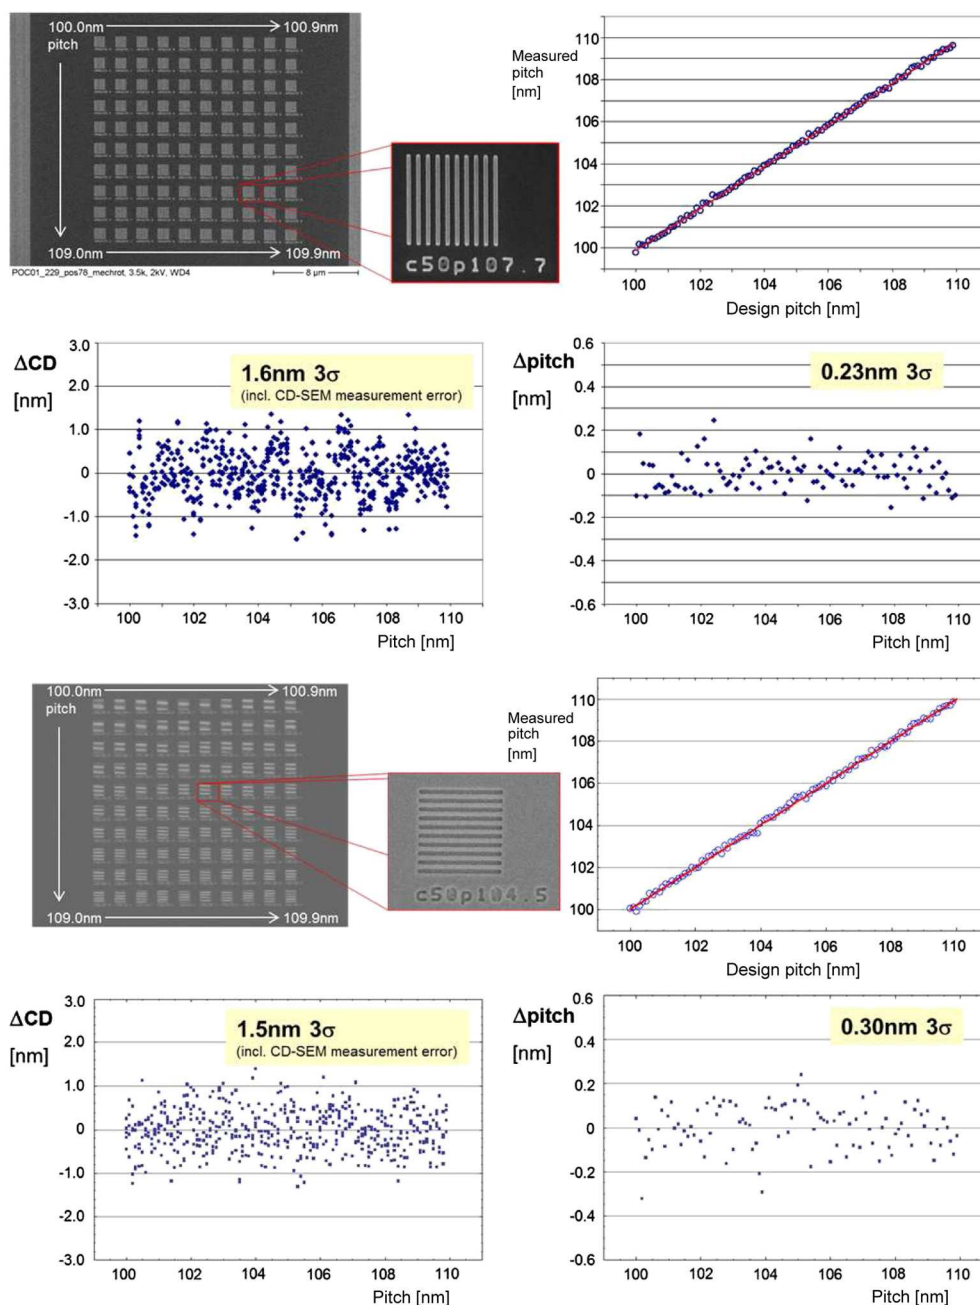 100.0nm
100.9nm
pitch
109.0nm
109.9nm
POC01_229_pos78_mechrot, 3.5k, 2kV, WD4
8 µm
c50p107.7
Measured
pitch
[nm]
110
108
106
104
102
100
100 102 104 106 108 110
Design pitch [nm]
ΔCD
[nm]
3.0
2.0
1.0
0
-1.0
-2.0
-3.0
1.6nm 3σ
(incl. CD-SEM measurement error)
100 102 104 106 108 110
Pitch [nm]
Δpitch
[nm]
0.6
0.4
0.2
0
-0.2
-0.4
-0.6
0.23nm 3σ
100 102 104 106 108 110
Pitch [nm]
100.0nm
100.9nm
pitch
109.0nm
109.9nm
c50p104.5
Measured
pitch
[nm]
110
108
106
104
102
100
100 102 104 106 108 110
Design pitch [nm]
ΔCD
[nm]
3.0
2.0
1.0
0
-1.0
-2.0
-3.0
1.5nm 3σ
(incl. CD-SEM measurement error)
100 102 104 106 108 110
Pitch [nm]
Δpitch
[nm]
0.6
0.4
0.2
0
-0.2
-0.4
-0.6
0.30nm 3σ
100 102 104 106 108 110
Pitch [nm]